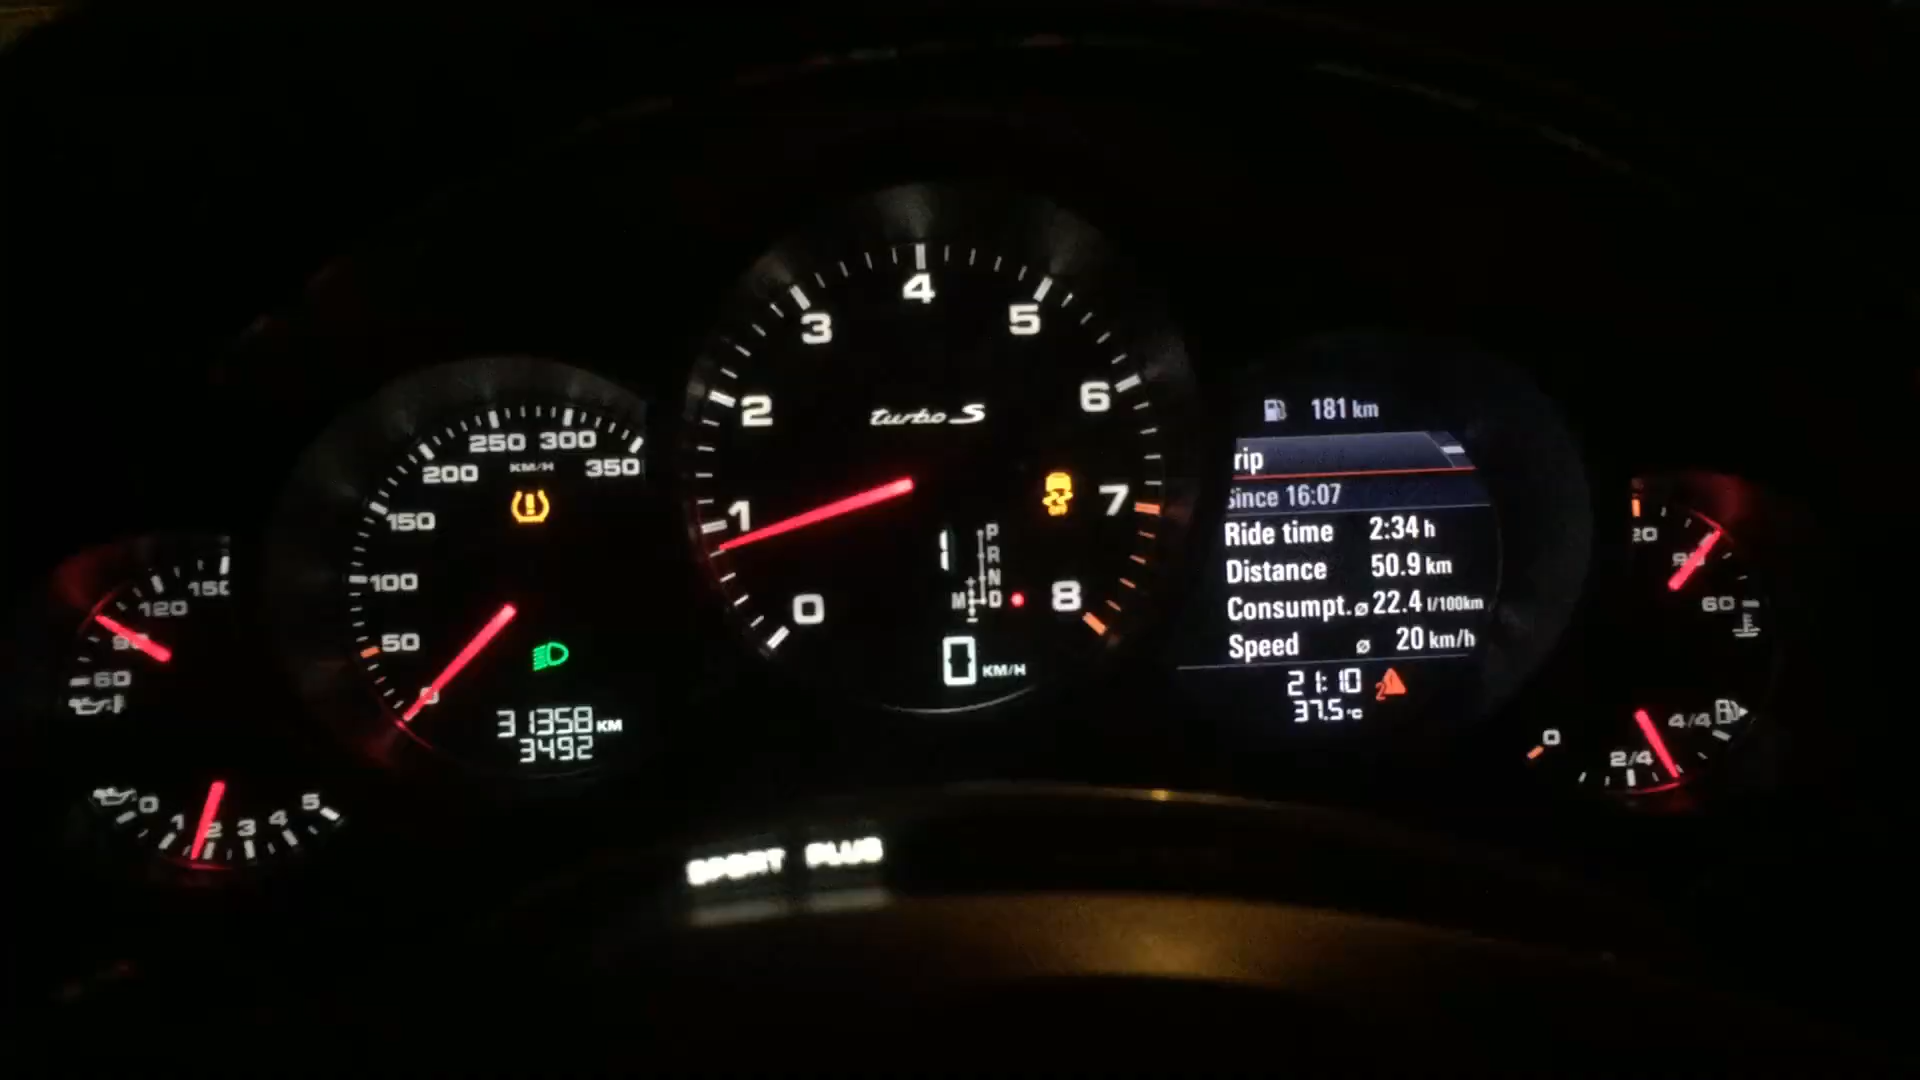 4
3
5
2
6
turbo S
1
7
0
8
P
R
N
D
M
+
-
1
0 KM/H
250 300
200 KM/H 350
150
100
50
0
31358 KM
3492
150
120
90
60
0 1 2 3 4 5
SPORT PLUS
181 km
rip
Since 16:07
Ride time 2:34 h
Distance 50.9 km
Consumpt. ø 22.4 l/100km
Speed ø 20 km/h
21:10 2
37.5 °C
60
0 2/4 4/4